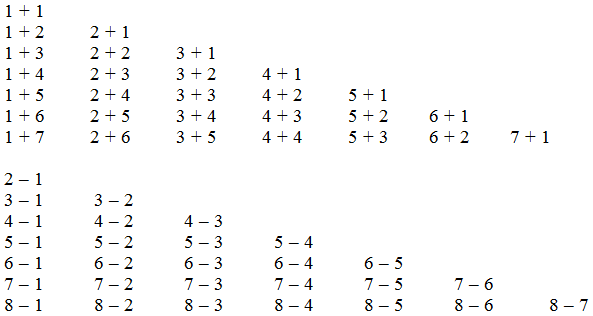 1 + 1
1 + 2 2 + 1
1 + 3 2 + 2 3 + 1
1 + 4 2 + 3 3 + 2 4 + 1
1 + 5 2 + 4 3 + 3 4 + 2 5 + 1
1 + 6 2 + 5 3 + 4 4 + 3 5 + 2 6 + 1
1 + 7 2 + 6 3 + 5 4 + 4 5 + 3 6 + 2 7 + 1
2 – 1
3 – 1 3 – 2
4 – 1 4 – 2 4 – 3
5 – 1 5 – 2 5 – 3 5 – 4
6 – 1 6 – 2 6 – 3 6 – 4 6 – 5
7 – 1 7 – 2 7 – 3 7 – 4 7 – 5 7 – 6
8 – 1 8 – 2 8 – 3 8 – 4 8 – 5 8 – 6 8 – 7